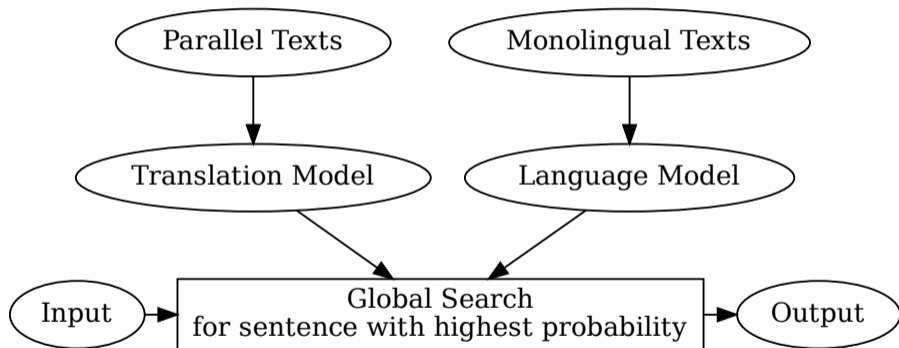 Parallel Texts
Monolingual Texts
Translation Model
Language Model
Input
Global Search
for sentence with highest probability
Output